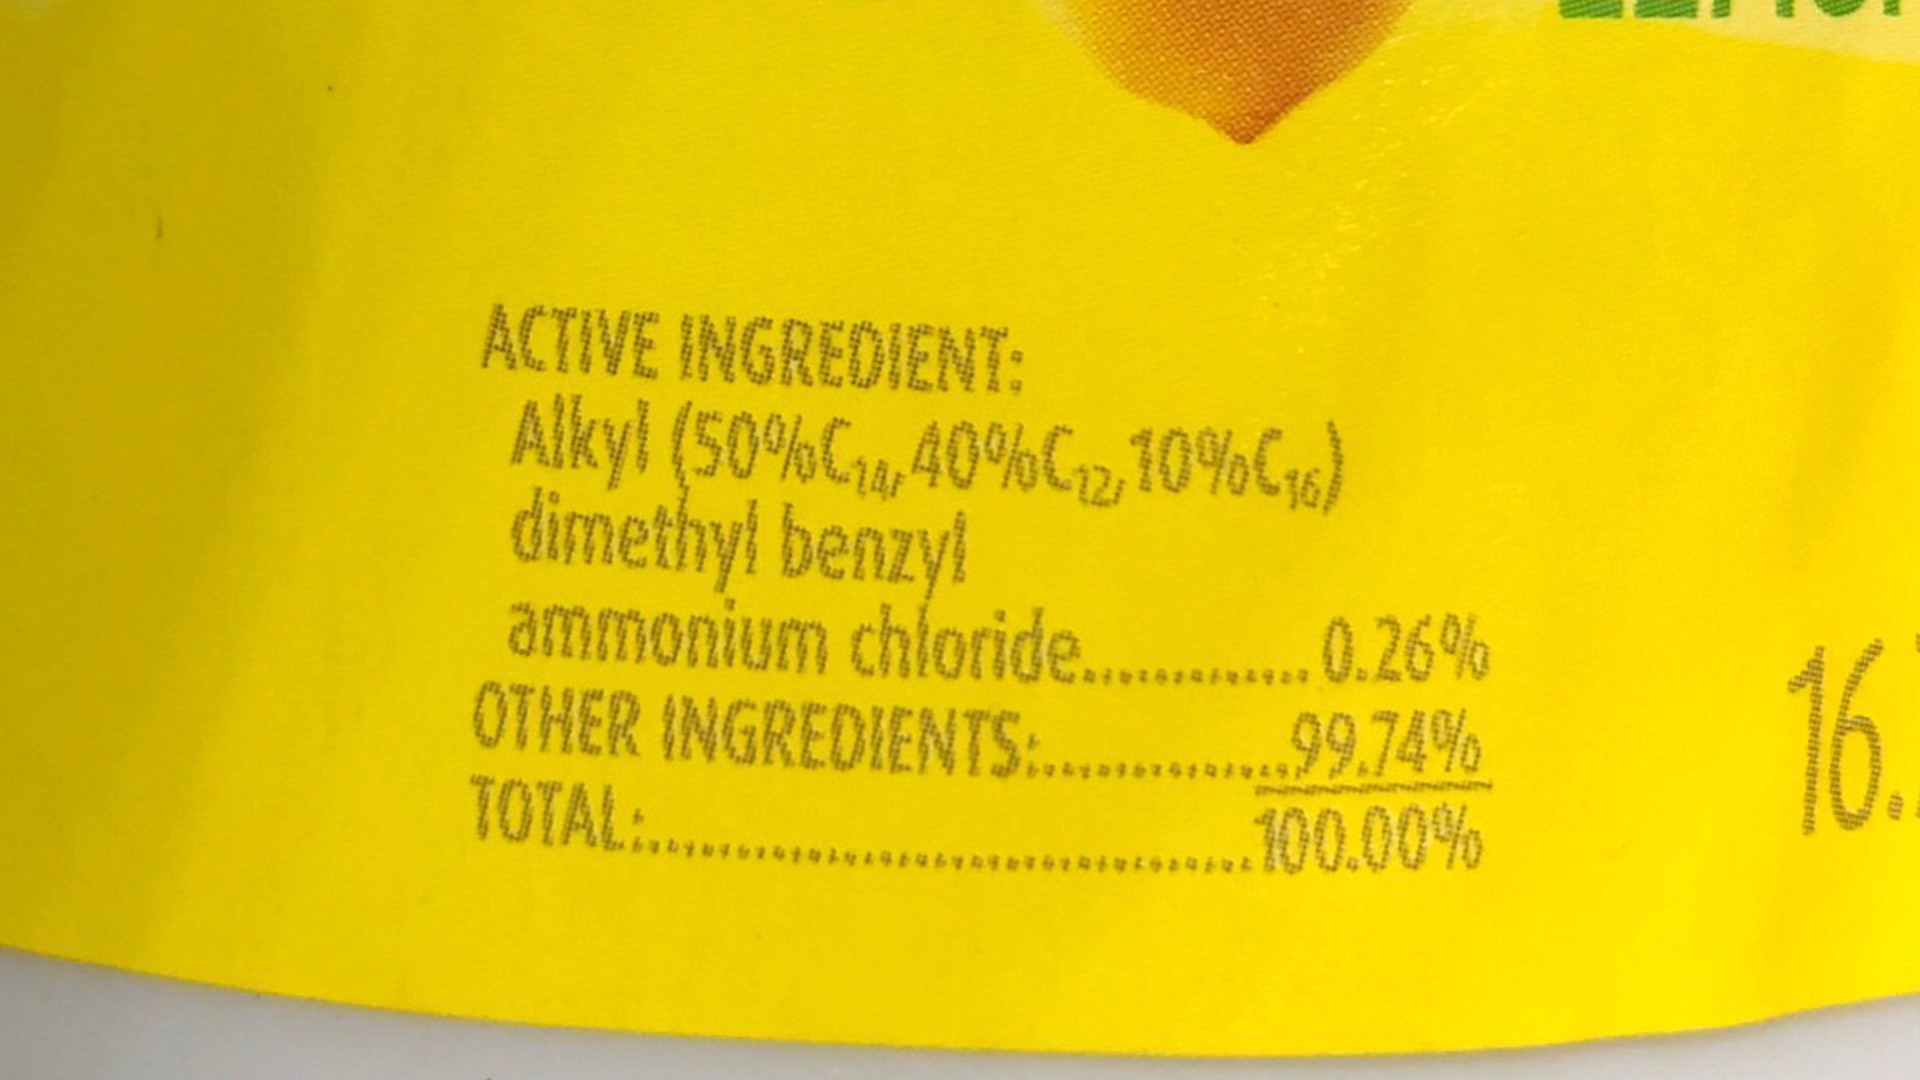 ACTIVE INGREDIENT:
Alkyl (50%C₁₄, 40%C₁₂, 10%C₁₆)
dimethyl benzyl
ammonium chloride............ 0.26%
OTHER INGREDIENTS:............99.74%
TOTAL:..............................100.00%
16.